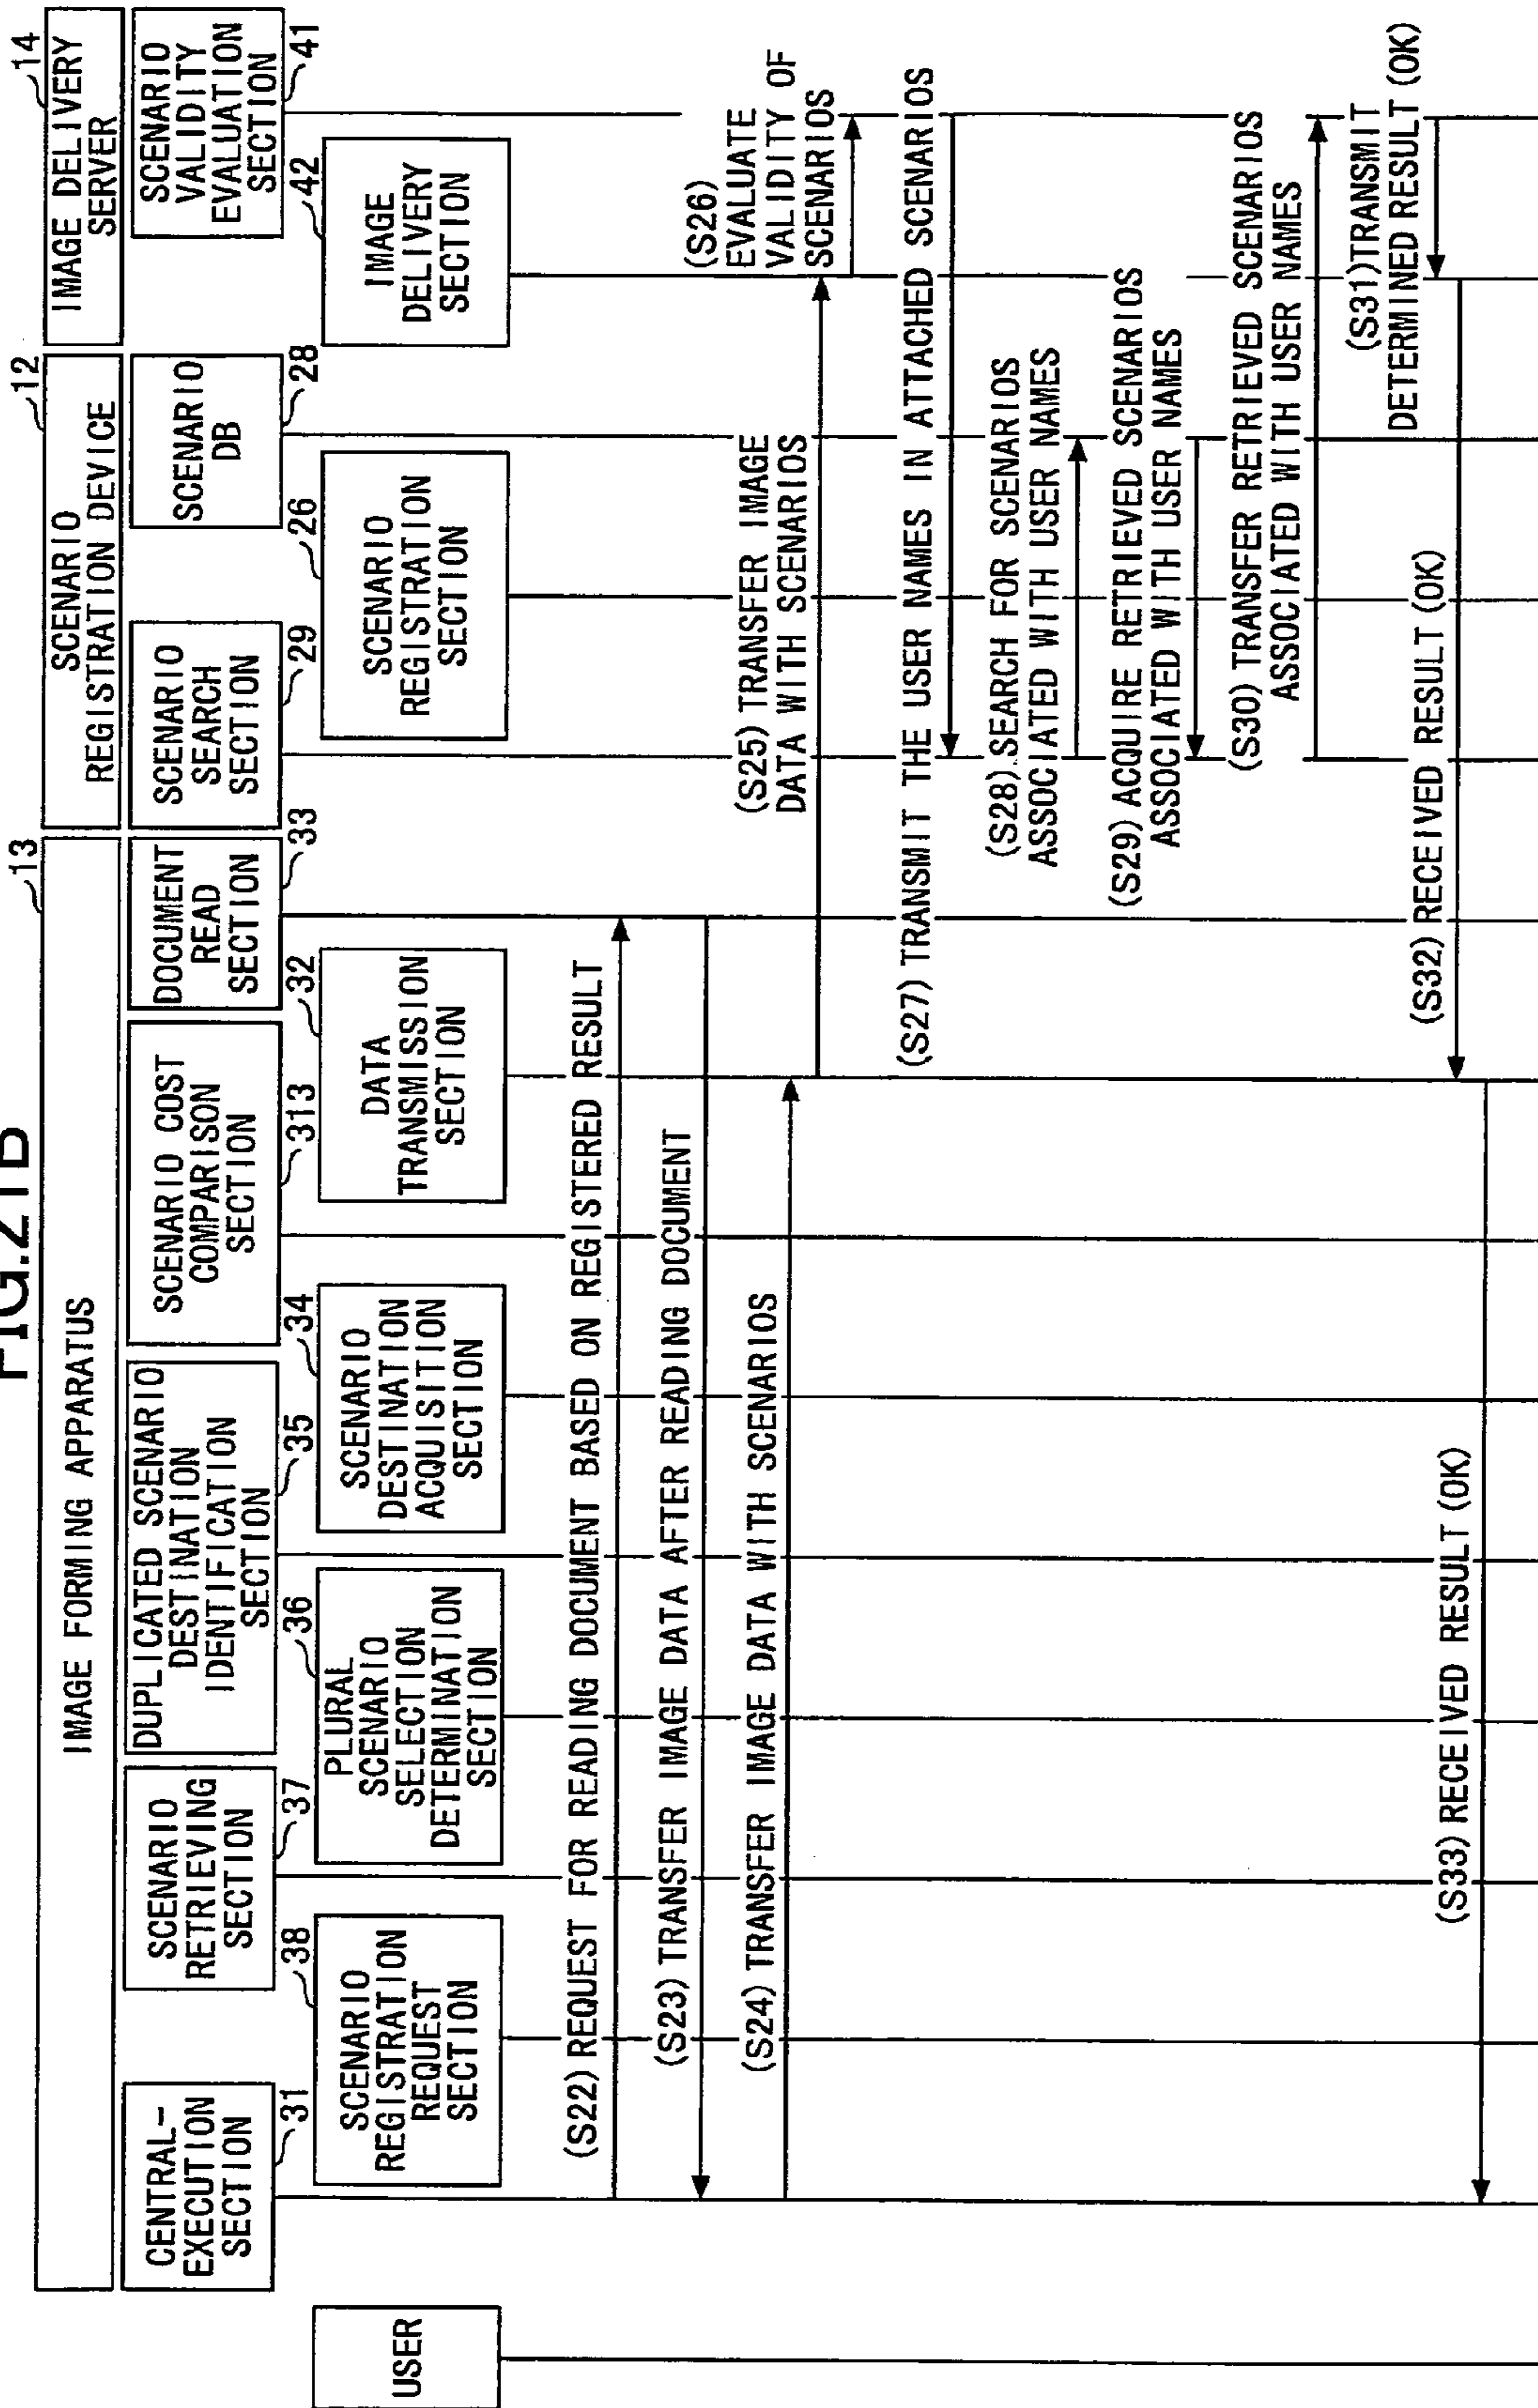 FIG.21B
IMAGE FORMING APPARATUS
13
SCENARIO
REGISTRATION DEVICE
12
IMAGE DELIVERY
SERVER
14
CENTRAL-
EXECUTION
SECTION
31
SCENARIO
RETRIEVING
SECTION
37
DUPLICATED SCENARIO
DESTINATION
IDENTIFICATION
SECTION
35
SCENARIO COST
COMPARISON
SECTION
313
DOCUMENT
READ
SECTION
33
SCENARIO
SEARCH
SECTION
29
SCENARIO
DB
28
SCENARIO
VALIDITY
EVALUATION
SECTION
41
USER
SCENARIO
REGISTRATION
REQUEST
SECTION
38
PLURAL
SCENARIO
SELECTION
DETERMINATION
SECTION
36
SCENARIO
DESTINATION
ACQUISITION
SECTION
34
DATA
TRANSMISSION
SECTION
32
SCENARIO
REGISTRATION
SECTION
26
IMAGE
DELIVERY
SECTION
42
(S22) REQUEST FOR READING DOCUMENT BASED ON REGISTERED RESULT
(S23) TRANSFER IMAGE DATA AFTER READING DOCUMENT
(S24) TRANSFER IMAGE DATA WITH SCENARIOS
(S25) TRANSFER IMAGE
DATA WITH SCENARIOS
(S26)
EVALUATE
VALIDITY OF
SCENARIOS
(S27) TRANSMIT THE USER NAMES IN ATTACHED SCENARIOS
(S28) SEARCH FOR SCENARIOS
ASSOCIATED WITH USER NAMES
(S29) ACQUIRE RETRIEVED SCENARIOS
ASSOCIATED WITH USER NAMES
(S30) TRANSFER RETRIEVED SCENARIOS
ASSOCIATED WITH USER NAMES
(S31) TRANSMIT
DETERMINED RESULT (OK)
(S32) RECEIVED RESULT (OK)
(S33) RECEIVED RESULT (OK)